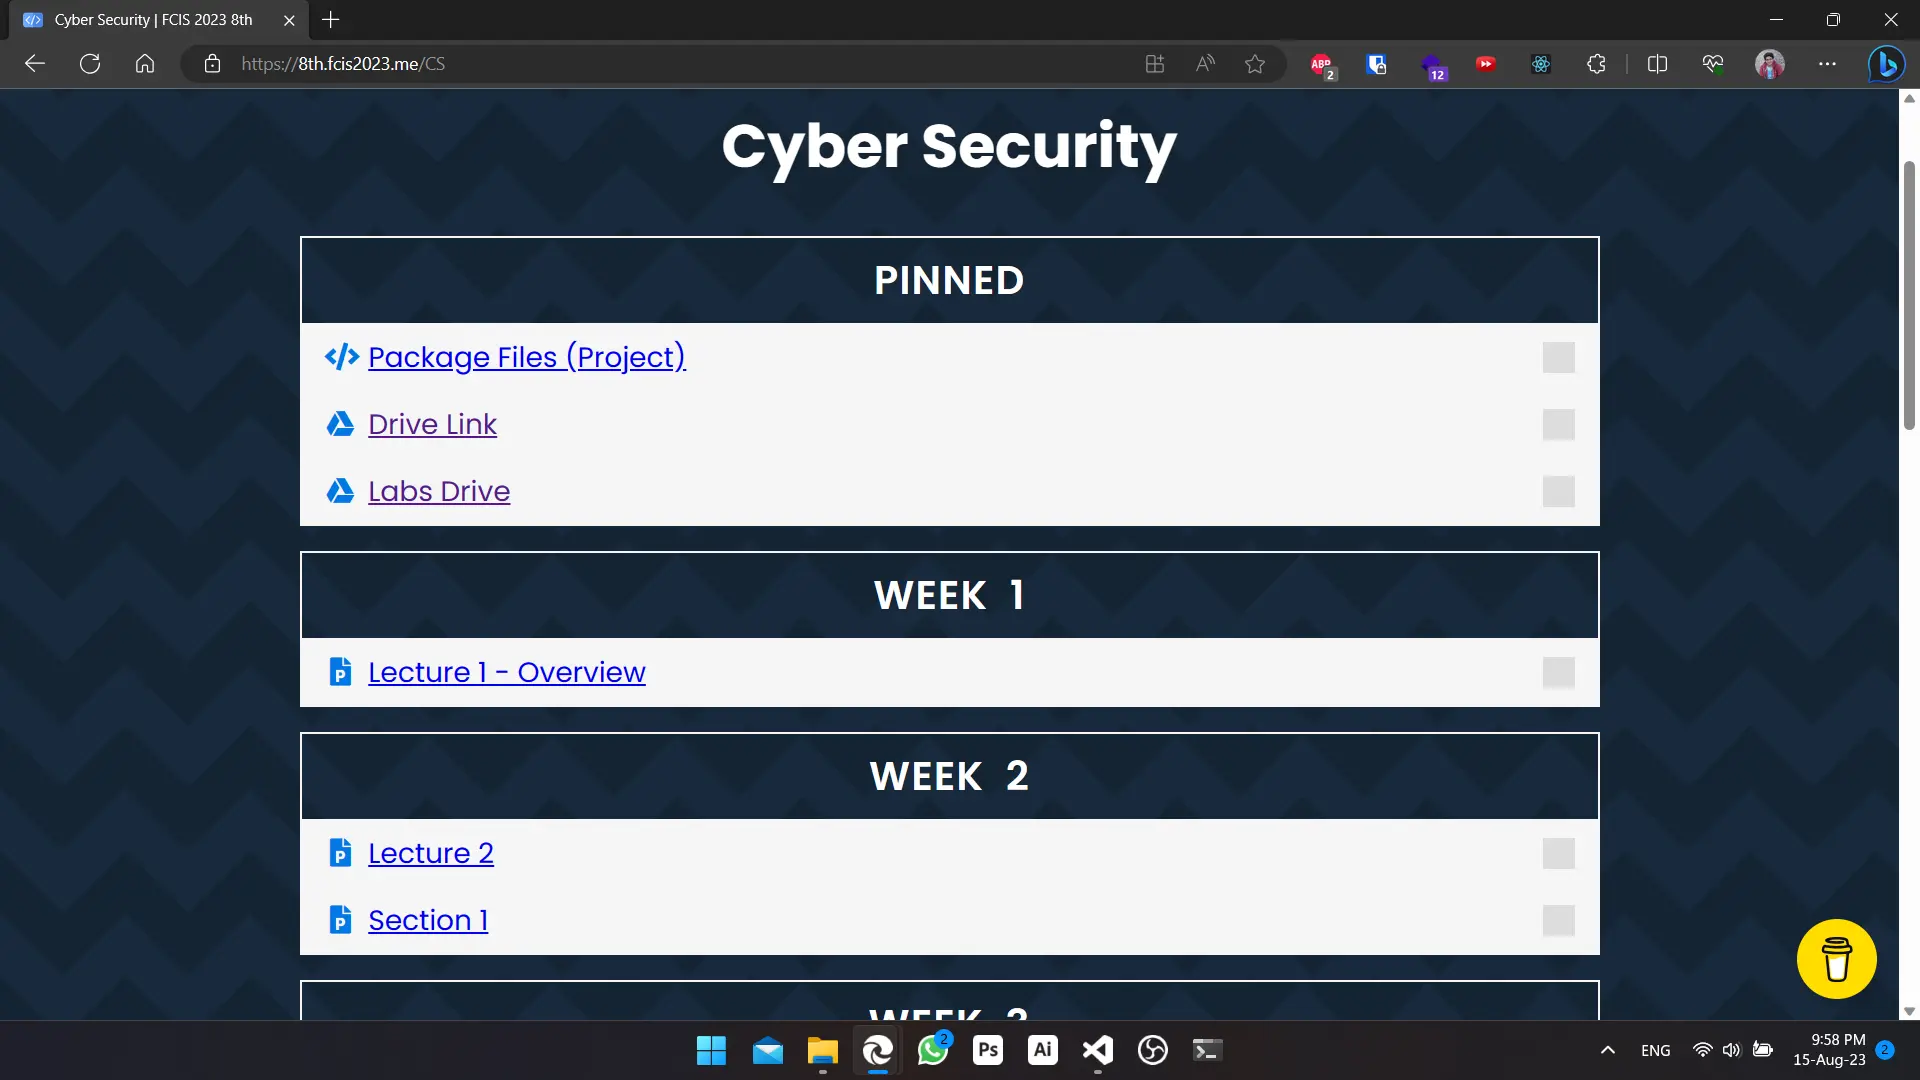 Cyber Security | FCIS 2023 8th
https://8th.fcis2023.me/CS
ABP
2
12
Cyber Security
PINNED
Package Files (Project)
Drive Link
Labs Drive
WEEK 1
P Lecture 1 - Overview
WEEK 2
P Lecture 2
P Section 1
WEEK 3
2
Ps
Ai
ENG
9:58 PM
15-Aug-23
2